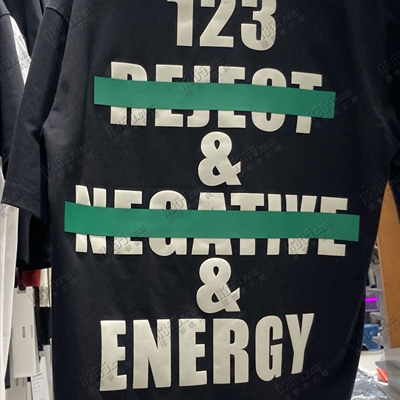 123
REJECT
&
NEGATIVE
&
ENERGY